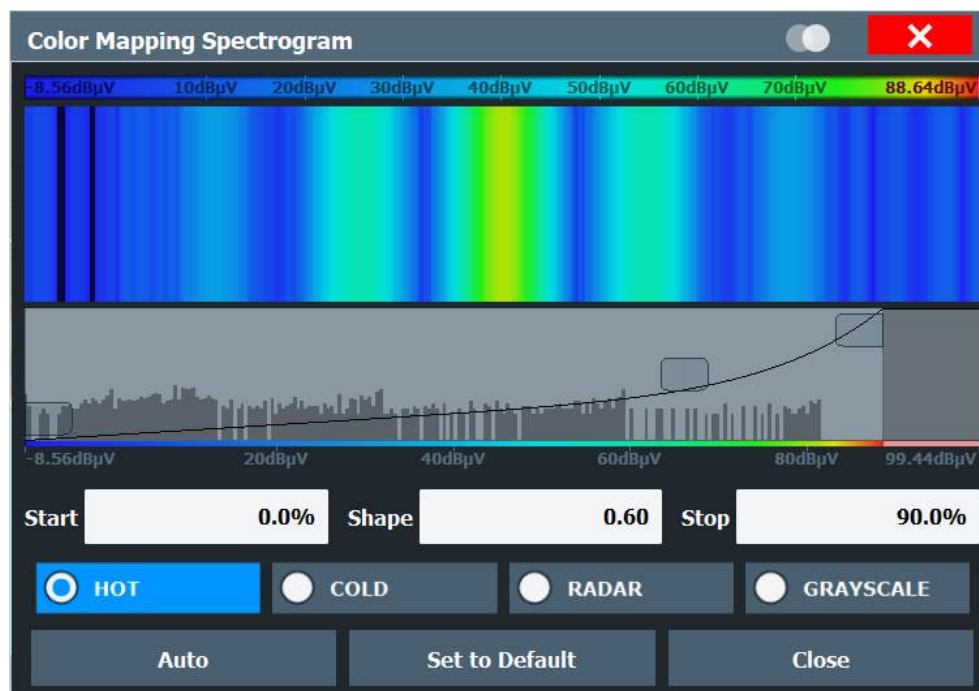 Color Mapping Spectrogram
-8.56dBµV 10dBµV 20dBµV 30dBµV 40dBµV 50dBµV 60dBµV 70dBµV 88.64dBµV
-8.56dBµV 20dBµV 40dBµV 60dBµV 80dBµV 99.44dBµV
Start 0.0% Shape 0.60 Stop 90.0%
HOT COLD RADAR GRAYSCALE
Auto Set to Default Close